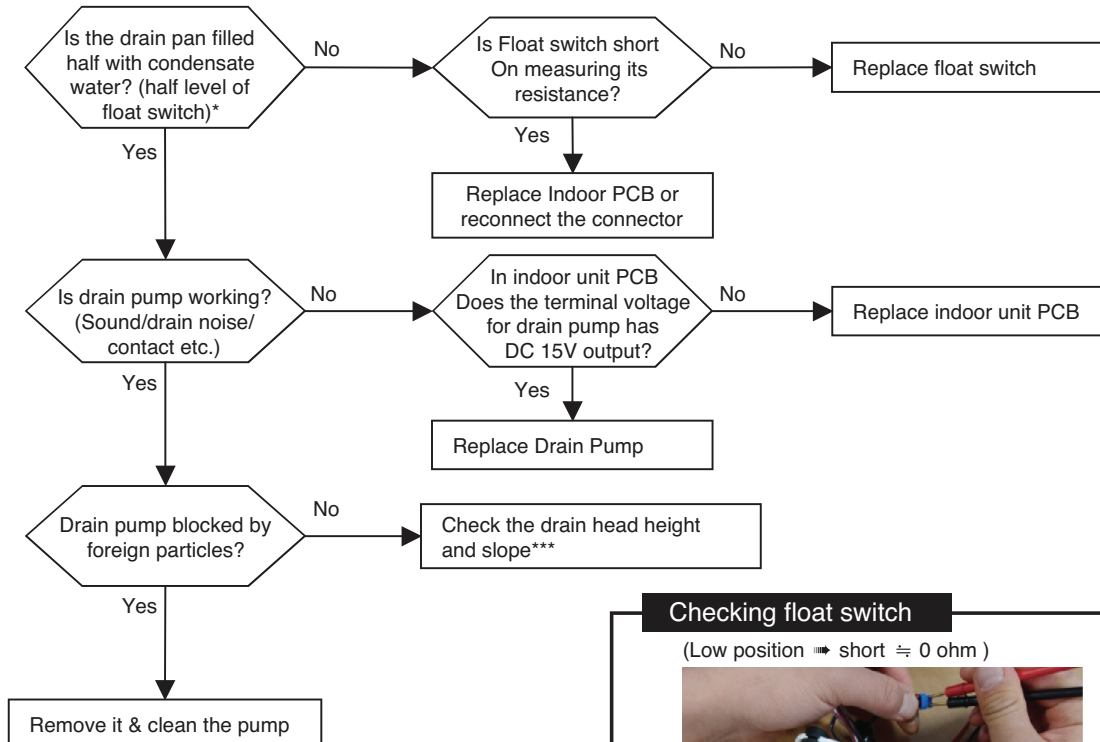 Is the drain pan filled
half with condensate
water? (half level of
float switch)*
No
Is Float switch short
On measuring its
resistance?
No
Replace float switch
Yes
Yes
Replace Indoor PCB or
reconnect the connector
Is drain pump working?
(Sound/drain noise/
contact etc.)
No
In indoor unit PCB
Does the terminal voltage
for drain pump has
DC 15V output?
No
Replace indoor unit PCB
Yes
Yes
Replace Drain Pump
Drain pump blocked by
foreign particles?
No
Check the drain head height
and slope***
Yes
Remove it & clean the pump
Checking float switch
(Low position ➠ short ≒ 0 ohm )